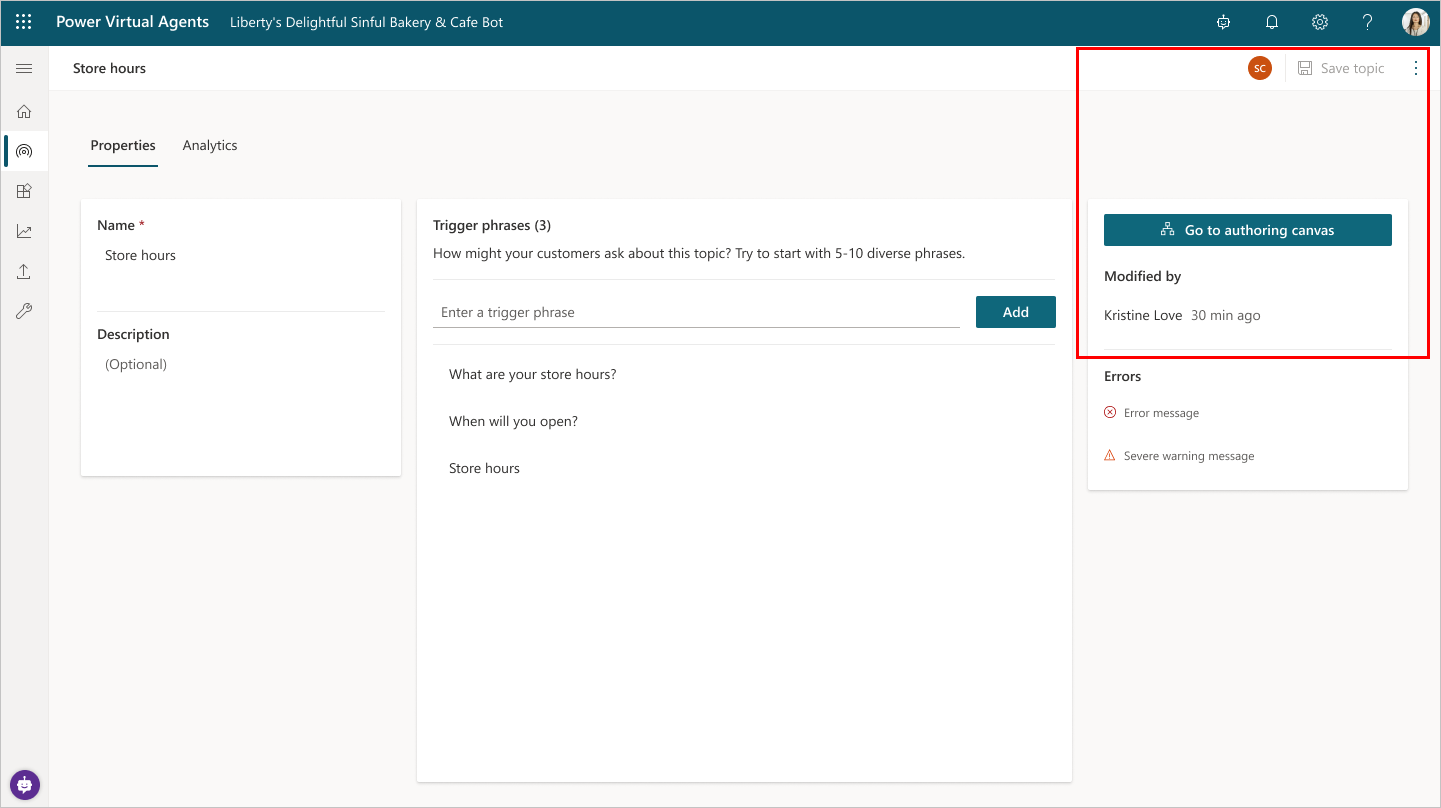 Power Virtual Agents
Liberty's Delightful Sinful Bakery & Cafe Bot
Store hours
SC
Save topic
Properties
Analytics
Name *
Store hours
Description
(Optional)
Trigger phrases (3)
How might your customers ask about this topic? Try to start with 5-10 diverse phrases.
Enter a trigger phrase
Add
What are your store hours?
When will you open?
Store hours
Go to authoring canvas
Modified by
Kristine Love 30 min ago
Errors
Error message
Severe warning message